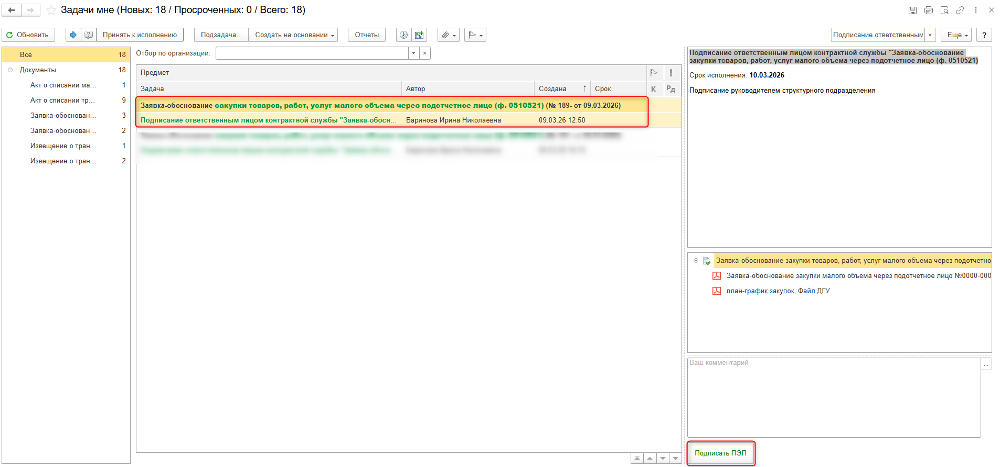 Задачи мне (Новых: 18 / Просроченных: 0 / Всего: 18)
Обновить
Принять к исполнению
Подзадача...
Создать на основании
Отчеты
Подписание ответственным
×
Еще
?
Все 18
Документы 18
Акт о списании ма... 1
Акт о списании тр... 9
Заявка-обоснован... 3
Заявка-обоснован... 2
Извещение о тран... 1
Извещение о тран... 2
Отбор по организации:
Предмет
Задача Автор Создана ↑ Срок К Рд
Заявка-обоснование закупки товаров, работ, услуг малого объема через подотчетное лицо (ф. 0510521) (№ 189- от 09.03.2026)
Подписание ответственным лицом контрактной службы "Заявка-обосн... Баринова Ирина Николаевна 09.03.26 12:50
Подписание ответственным лицом контрактной службы "Заявка-обоснование
закупки товаров, работ, услуг малого объема через подотчетное лицо (ф. 0510521)
Срок исполнения: 10.03.2026
Подписание руководителем структурного подразделения
Заявка-обоснование закупки товаров, работ, услуг малого объема через подотчетно
Заявка-обоснование закупки малого объема через подотчетное лицо №0000-000
план-график закупок, Файл ДГУ
Ваш комментарий
...
Подписать ПЭП